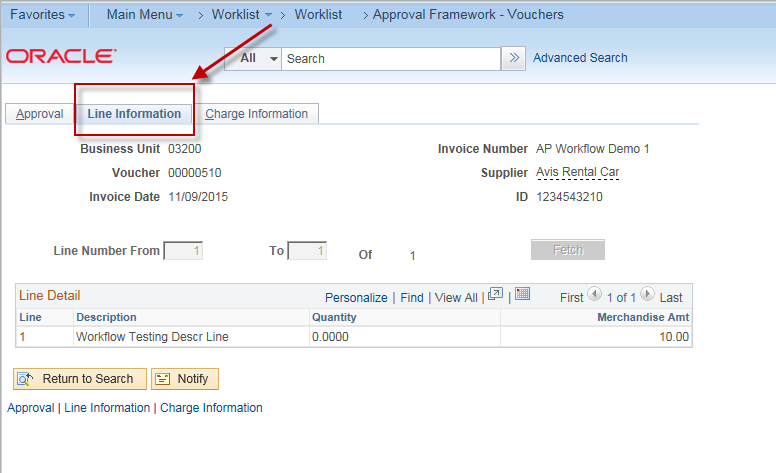 Favorites Main Menu > Worklist > Worklist > Approval Framework - Vouchers
ORACLE®
All Search » Advanced Search
Approval Line Information Charge Information
Business Unit 03200 Invoice Number AP Workflow Demo 1
Voucher 00000510 Supplier Avis Rental Car
Invoice Date 11/09/2015 ID 1234543210
Line Number From 1 To 1 Of 1 Fetch
Line Detail Personalize | Find | View All | | First 1 of 1 Last
Line Description Quantity Merchandise Amt
1 Workflow Testing Descr Line 0.0000 10.00
Return to Search Notify
Approval | Line Information | Charge Information